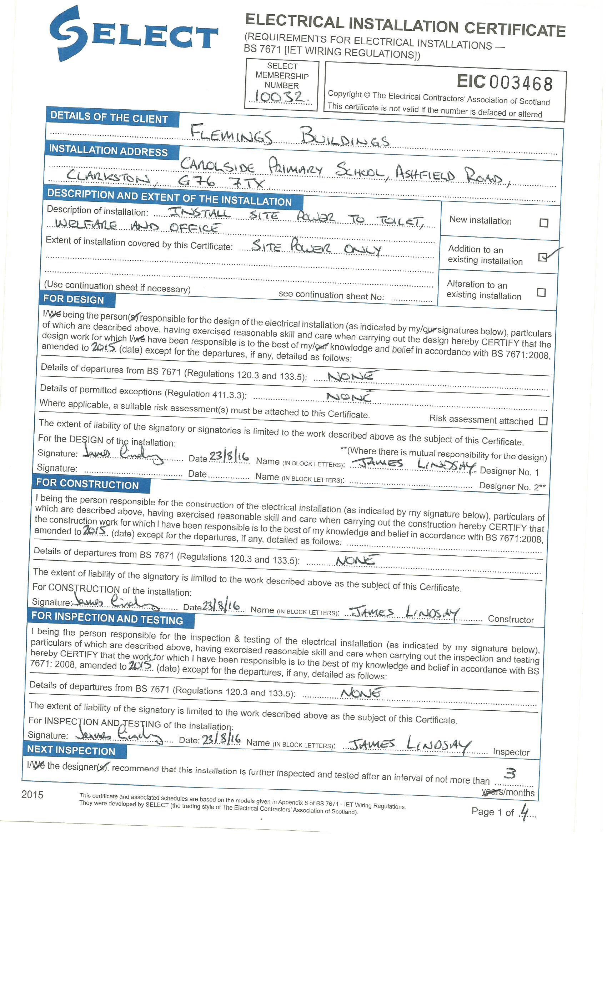 SELECT
ELECTRICAL INSTALLATION CERTIFICATE
(REQUIREMENTS FOR ELECTRICAL INSTALLATIONS —
BS 7671 [IET WIRING REGULATIONS])
SELECT
MEMBERSHIP
NUMBER
10032.
EIC 003468
Copyright © The Electrical Contractors' Association of Scotland
This certificate is not valid if the number is defaced or altered
DETAILS OF THE CLIENT
FLEMINGS BUILDINGS
INSTALLATION ADDRESS
CAROLSIDE PRIMARY SCHOOL, ASHFIELD ROAD,
CLARKSTON, G76 7TX
DESCRIPTION AND EXTENT OF THE INSTALLATION
Description of installation: INSTALL SITE POWER TO TOILET,
WELFARE AND OFFICE
Extent of installation covered by this Certificate: SITE POWER ONLY
(Use continuation sheet if necessary) see continuation sheet No:
New installation
Addition to an
existing installation
Alteration to an
existing installation
FOR DESIGN
I/We being the person(s) responsible for the design of the electrical installation (as indicated by my/our signatures below), particulars
of which are described above, having exercised reasonable skill and care when carrying out the design hereby CERTIFY that the
design work for which I/we have been responsible is to the best of my/our knowledge and belief in accordance with BS 7671:2008,
amended to 2015 (date) except for the departures, if any, detailed as follows:
Details of departures from BS 7671 (Regulations 120.3 and 133.5): NONE
Details of permitted exceptions (Regulation 411.3.3): NONE
Where applicable, a suitable risk assessment(s) must be attached to this Certificate. Risk assessment attached
The extent of liability of the signatory or signatories is limited to the work described above as the subject of this Certificate.
For the DESIGN of the installation: **(Where there is mutual responsibility for the design)
Signature: James Lindsay Date 23/8/16 Name (IN BLOCK LETTERS): JAMES LINDSAY Designer No. 1
Signature: Date Name (IN BLOCK LETTERS): Designer No. 2**
FOR CONSTRUCTION
I being the person responsible for the construction of the electrical installation (as indicated by my signature below), particulars of
which are described above, having exercised reasonable skill and care when carrying out the construction hereby CERTIFY that
the construction work for which I have been responsible is to the best of my knowledge and belief in accordance with BS 7671:2008,
amended to 2015 (date) except for the departures, if any, detailed as follows:
Details of departures from BS 7671 (Regulations 120.3 and 133.5): NONE
The extent of liability of the signatory is limited to the work described above as the subject of this Certificate.
For CONSTRUCTION of the installation:
Signature: James Lindsay Date 23/8/16 Name (IN BLOCK LETTERS): JAMES LINDSAY Constructor
FOR INSPECTION AND TESTING
I being the person responsible for the inspection & testing of the electrical installation (as indicated by my signature below),
particulars of which are described above, having exercised reasonable skill and care when carrying out the inspection and testing
hereby CERTIFY that the work for which I have been responsible is to the best of my knowledge and belief in accordance with BS
7671: 2008, amended to 2015 (date) except for the departures, if any, detailed as follows:
Details of departures from BS 7671 (Regulations 120.3 and 133.5): NONE
The extent of liability of the signatory is limited to the work described above as the subject of this Certificate.
For INSPECTION AND TESTING of the installation:
Signature: James Lindsay Date: 23/8/16 Name (IN BLOCK LETTERS): JAMES LINDSAY Inspector
NEXT INSPECTION
I/We the designer(s), recommend that this installation is further inspected and tested after an interval of not more than 3
years/months
2015
This certificate and associated schedules are based on the models given in Appendix 6 of BS 7671 - IET Wiring Regulations.
They were developed by SELECT (the trading style of The Electrical Contractors' Association of Scotland).
Page 1 of 4